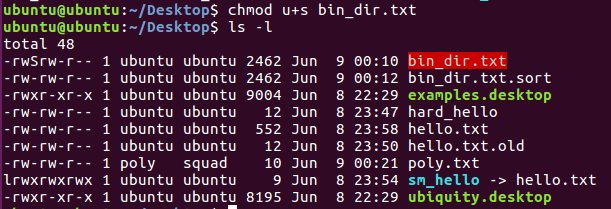 ubuntu@ubuntu:~/Desktop$ chmod u+s bin_dir.txt
ubuntu@ubuntu:~/Desktop$ ls -l
total 48
-rwSrw-r-- 1 ubuntu ubuntu 2462 Jun  9 00:10 bin_dir.txt
-rw-rw-r-- 1 ubuntu ubuntu 2462 Jun  9 00:12 bin_dir.txt.sort
-rwxr-xr-x 1 ubuntu ubuntu 9004 Jun  8 22:29 examples.desktop
-rw-rw-r-- 1 ubuntu ubuntu   12 Jun  8 23:47 hard_hello
-rw-rw-r-- 1 ubuntu ubuntu  552 Jun  8 23:58 hello.txt
-rw-rw-r-- 1 ubuntu ubuntu   12 Jun  8 23:50 hello.txt.old
-rw-rw-r-- 1 poly   squad    10 Jun  9 00:21 poly.txt
lrwxrwxrwx 1 ubuntu ubuntu    9 Jun  8 23:54 sm_hello -> hello.txt
-rwxr-xr-x 1 ubuntu ubuntu 8195 Jun  8 22:29 ubiquity.desktop